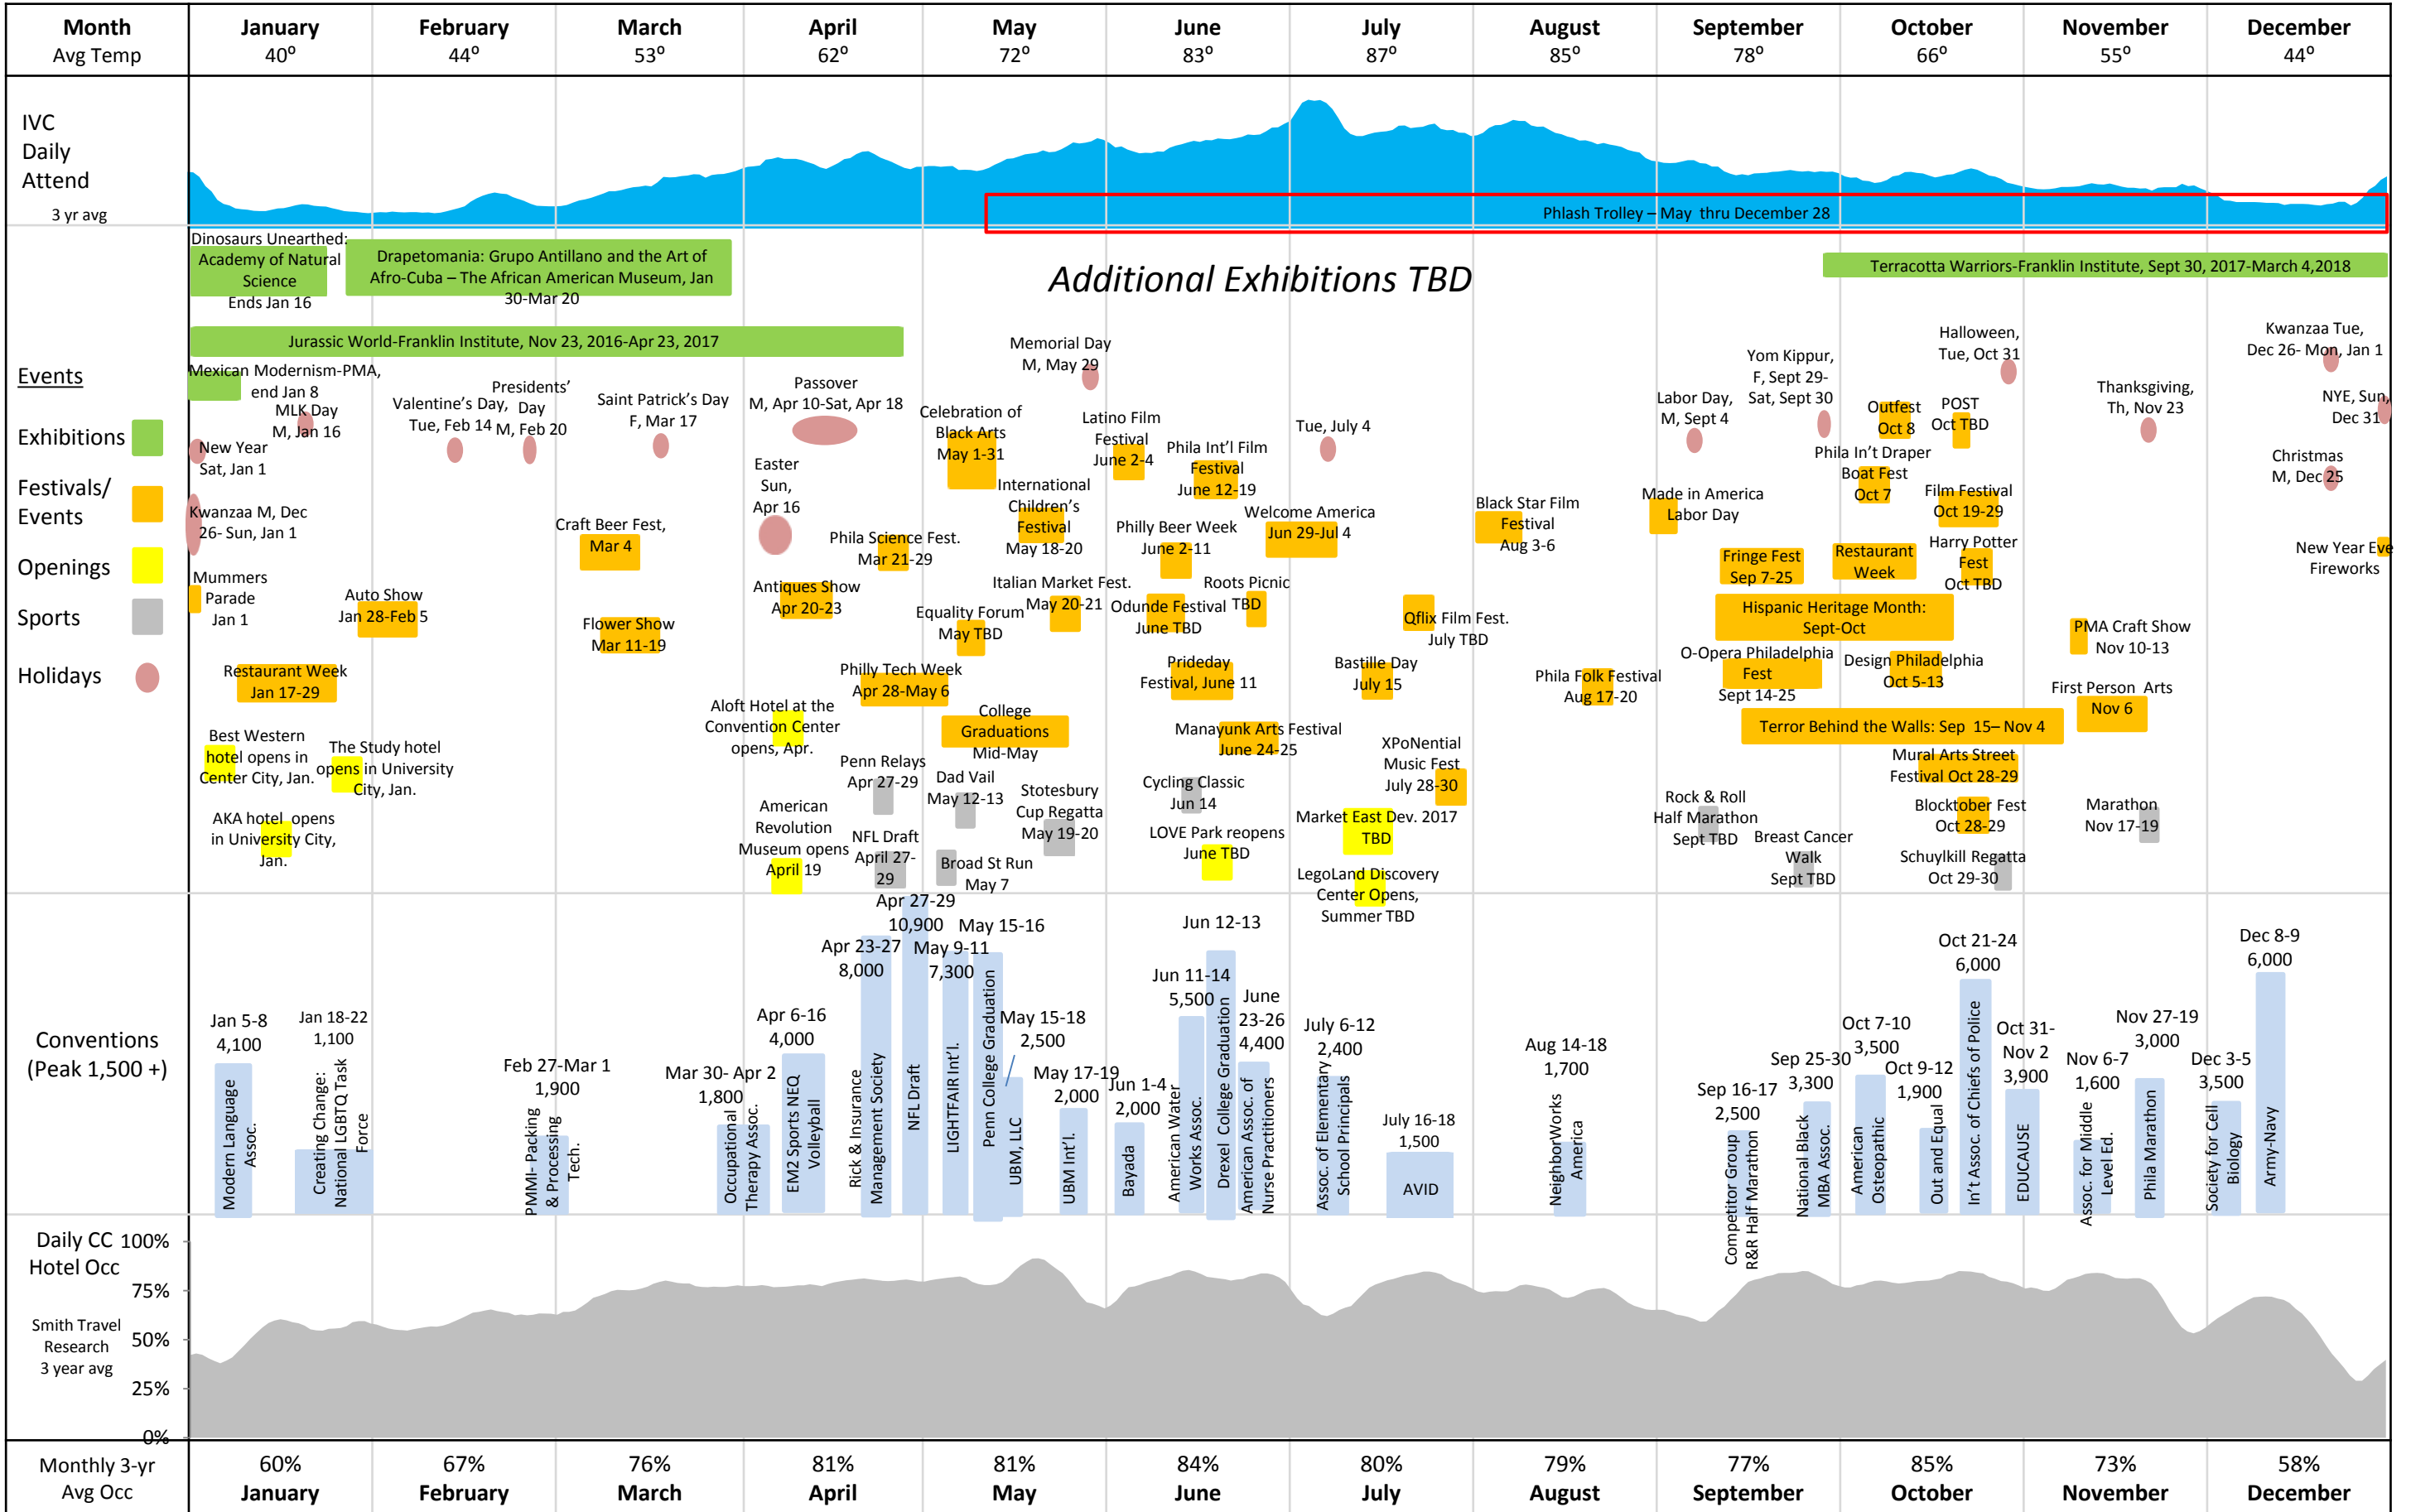 Month
Avg Temp
January
40⁰
February
44⁰
March
53⁰
April
62⁰
May
72⁰
June
83⁰
July
87⁰
August
85⁰
September
78⁰
October
66⁰
November
55⁰
December
44⁰
IVC
Daily
Attend
3 yr avg
Phlash Trolley – May thru December 28
Dinosaurs Unearthed:
Academy of Natural
Science
Ends Jan 16
Drapetomania: Grupo Antillano and the Art of
Afro-Cuba – The African American Museum, Jan
30-Mar 20
Additional Exhibitions TBD
Terracotta Warriors-Franklin Institute, Sept 30, 2017-March 4,2018
Jurassic World-Franklin Institute, Nov 23, 2016-Apr 23, 2017
Events
Exhibitions
Festivals/
Events
Openings
Sports
Holidays
Mexican Modernism-PMA,
end Jan 8
MLK Day
M, Jan 16
New Year
Sat, Jan 1
Kwanzaa M, Dec
26- Sun, Jan 1
Mummers
Parade
Jan 1
Restaurant Week
Jan 17-29
Best Western
hotel opens in
Center City, Jan.
AKA hotel opens
in University City,
Jan.
Auto Show
Jan 28-Feb 5
The Study hotel
opens in University
City, Jan.
Valentine's Day,
Tue, Feb 14
Presidents'
Day
M, Feb 20
Saint Patrick's Day
F, Mar 17
Craft Beer Fest,
Mar 4
Flower Show
Mar 11-19
Passover
M, Apr 10-Sat, Apr 18
Easter
Sun,
Apr 16
Phila Science Fest.
Mar 21-29
Antiques Show
Apr 20-23
Philly Tech Week
Apr 28-May 6
Aloft Hotel at the
Convention Center
opens, Apr.
Penn Relays
Apr 27-29
American
Revolution
Museum opens
April 19
NFL Draft
April 27-
29
Memorial Day
M, May 29
Celebration of
Black Arts
May 1-31
International
Children's
Festival
May 18-20
Italian Market Fest.
May 20-21
Equality Forum
May TBD
College
Graduations
Mid-May
Dad Vail
May 12-13
Stotesbury
Cup Regatta
May 19-20
Broad St Run
May 7
Latino Film
Festival
June 2-4
Phila Int'l Film
Festival
June 12-19
Philly Beer Week
June 2-11
Roots Picnic
TBD
Odunde Festival
June TBD
Prideday
Festival, June 11
Manayunk Arts Festival
June 24-25
Cycling Classic
Jun 14
LOVE Park reopens
June TBD
Tue, July 4
Welcome America
Jun 29-Jul 4
Qflix Film Fest.
July TBD
Bastille Day
July 15
XPoNential
Music Fest
July 28-30
Market East Dev. 2017
TBD
LegoLand Discovery
Center Opens,
Summer TBD
Black Star Film
Festival
Aug 3-6
Phila Folk Festival
Aug 17-20
Labor Day,
M, Sept 4
Yom Kippur,
F, Sept 29-
Sat, Sept 30
Made in America
Labor Day
Fringe Fest
Sep 7-25
Hispanic Heritage Month:
Sept-Oct
O-Opera Philadelphia
Fest
Sept 14-25
Terror Behind the Walls: Sep 15– Nov 4
Rock & Roll
Half Marathon
Sept TBD
Breast Cancer
Walk
Sept TBD
Halloween,
Tue, Oct 31
Outfest
Oct 8
POST
Oct TBD
Phila In't Draper
Boat Fest
Oct 7
Film Festival
Oct 19-29
Restaurant
Week
Harry Potter
Fest
Oct TBD
Design Philadelphia
Oct 5-13
Mural Arts Street
Festival Oct 28-29
Blocktober Fest
Oct 28-29
Schuylkill Regatta
Oct 29-30
Thanksgiving,
Th, Nov 23
PMA Craft Show
Nov 10-13
First Person Arts
Nov 6
Marathon
Nov 17-19
Kwanzaa Tue,
Dec 26- Mon, Jan 1
NYE, Sun,
Dec 31
Christmas
M, Dec 25
New Year Eve
Fireworks
Conventions
(Peak 1,500 +)
Jan 5-8
4,100
Modern Language
Assoc.
Jan 18-22
1,100
Creating Change:
National LGBTQ Task
Force
Feb 27-Mar 1
1,900
PMMI- Packing
& Processing
Tech.
Mar 30- Apr 2
1,800
Occupational
Therapy Assoc.
Apr 6-16
4,000
EM2 Sports NEQ
Volleyball
Apr 23-27
8,000
Rick & Insurance
Management Society
Apr 27-29
10,900
NFL Draft
May 9-11
7,300
LIGHTFAIR Int'l.
May 15-16
Penn College Graduation
May 15-18
2,500
UBM, LLC
May 17-19
2,000
UBM Int'l.
Jun 1-4
2,000
Bayada
Jun 11-14
5,500
American Water
Works Assoc.
Jun 12-13
Drexel College Graduation
June
23-26
4,400
American Assoc. of
Nurse Practitioners
July 6-12
2,400
Assoc. of Elementary
School Principals
July 16-18
1,500
AVID
Aug 14-18
1,700
NeighborWorks
America
Sep 16-17
2,500
Competitor Group
R&R Half Marathon
Sep 25-30
3,300
National Black
MBA Assoc.
Oct 7-10
3,500
American
Osteopathic
Oct 9-12
1,900
Out and Equal
Oct 21-24
6,000
In't Assoc. of Chiefs of Police
Oct 31-
Nov 2
3,900
EDUCAUSE
Nov 6-7
1,600
Assoc. for Middle
Level Ed.
Nov 27-19
3,000
Phila Marathon
Dec 3-5
3,500
Society for Cell
Biology
Dec 8-9
6,000
Army-Navy
Daily CC
Hotel Occ
Smith Travel
Research
3 year avg
100%
75%
50%
25%
0%
Monthly 3-yr
Avg Occ
60%
January
67%
February
76%
March
81%
April
81%
May
84%
June
80%
July
79%
August
77%
September
85%
October
73%
November
58%
December